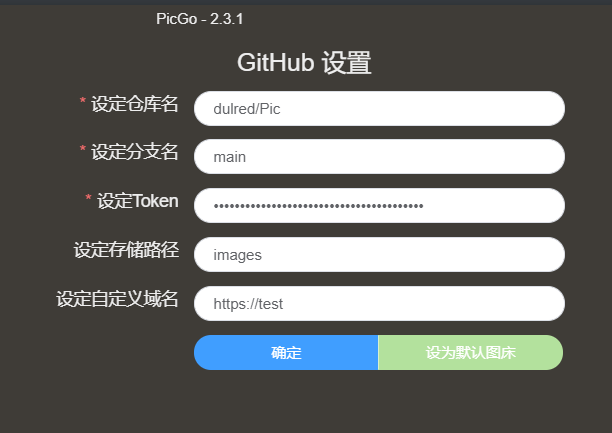 PicGo - 2.3.1
GitHub 设置
* 设定仓库名 dulred/Pic
* 设定分支名 main
* 设定Token ••••••••••••••••••••••••••••••••••••••••
设定存储路径 images
设定自定义域名 https://test
确定 设为默认图床